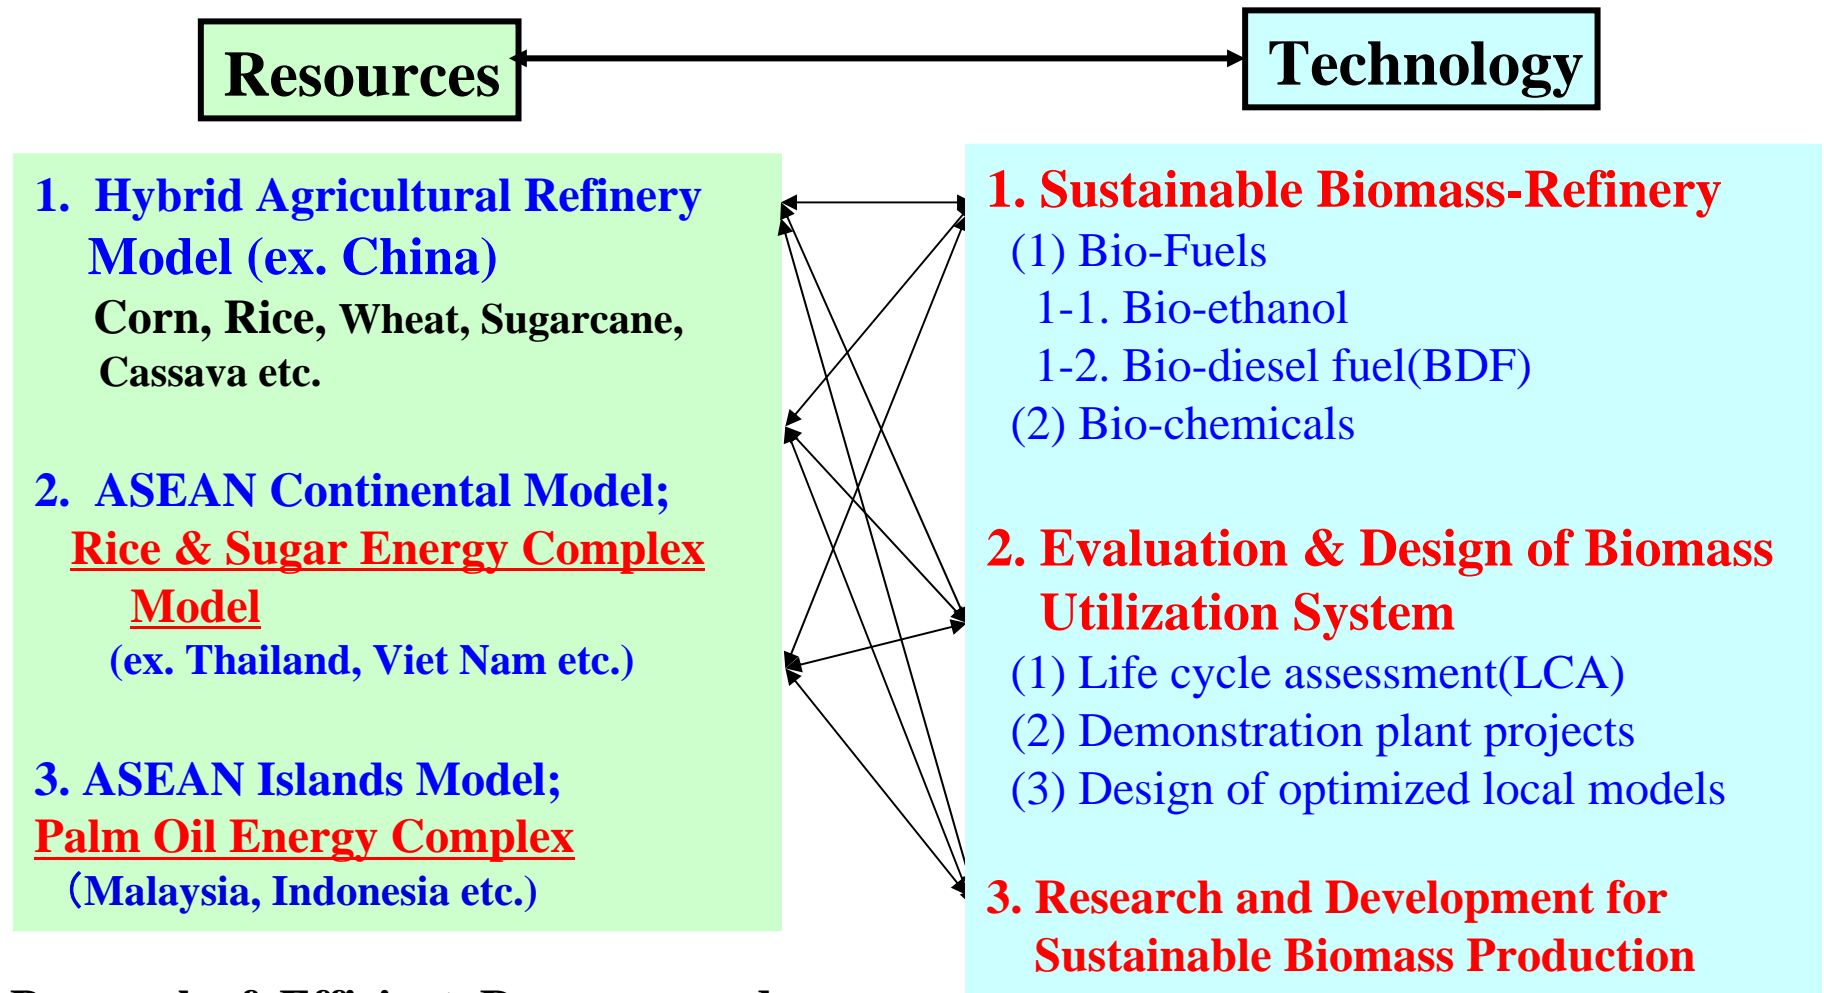 Resources
Technology
1. Hybrid Agricultural Refinery
Model (ex. China)
Corn, Rice, Wheat, Sugarcane,
Cassava etc.
2. ASEAN Continental Model;
Rice & Sugar Energy Complex
Model
(ex. Thailand, Viet Nam etc.)
3. ASEAN Islands Model;
Palm Oil Energy Complex
(Malaysia, Indonesia etc.)
1. Sustainable Biomass-Refinery
(1) Bio-Fuels
1-1. Bio-ethanol
1-2. Bio-diesel fuel(BDF)
(2) Bio-chemicals
2. Evaluation & Design of Biomass
Utilization System
(1) Life cycle assessment(LCA)
(2) Demonstration plant projects
(3) Design of optimized local models
3. Research and Development for
Sustainable Biomass Production